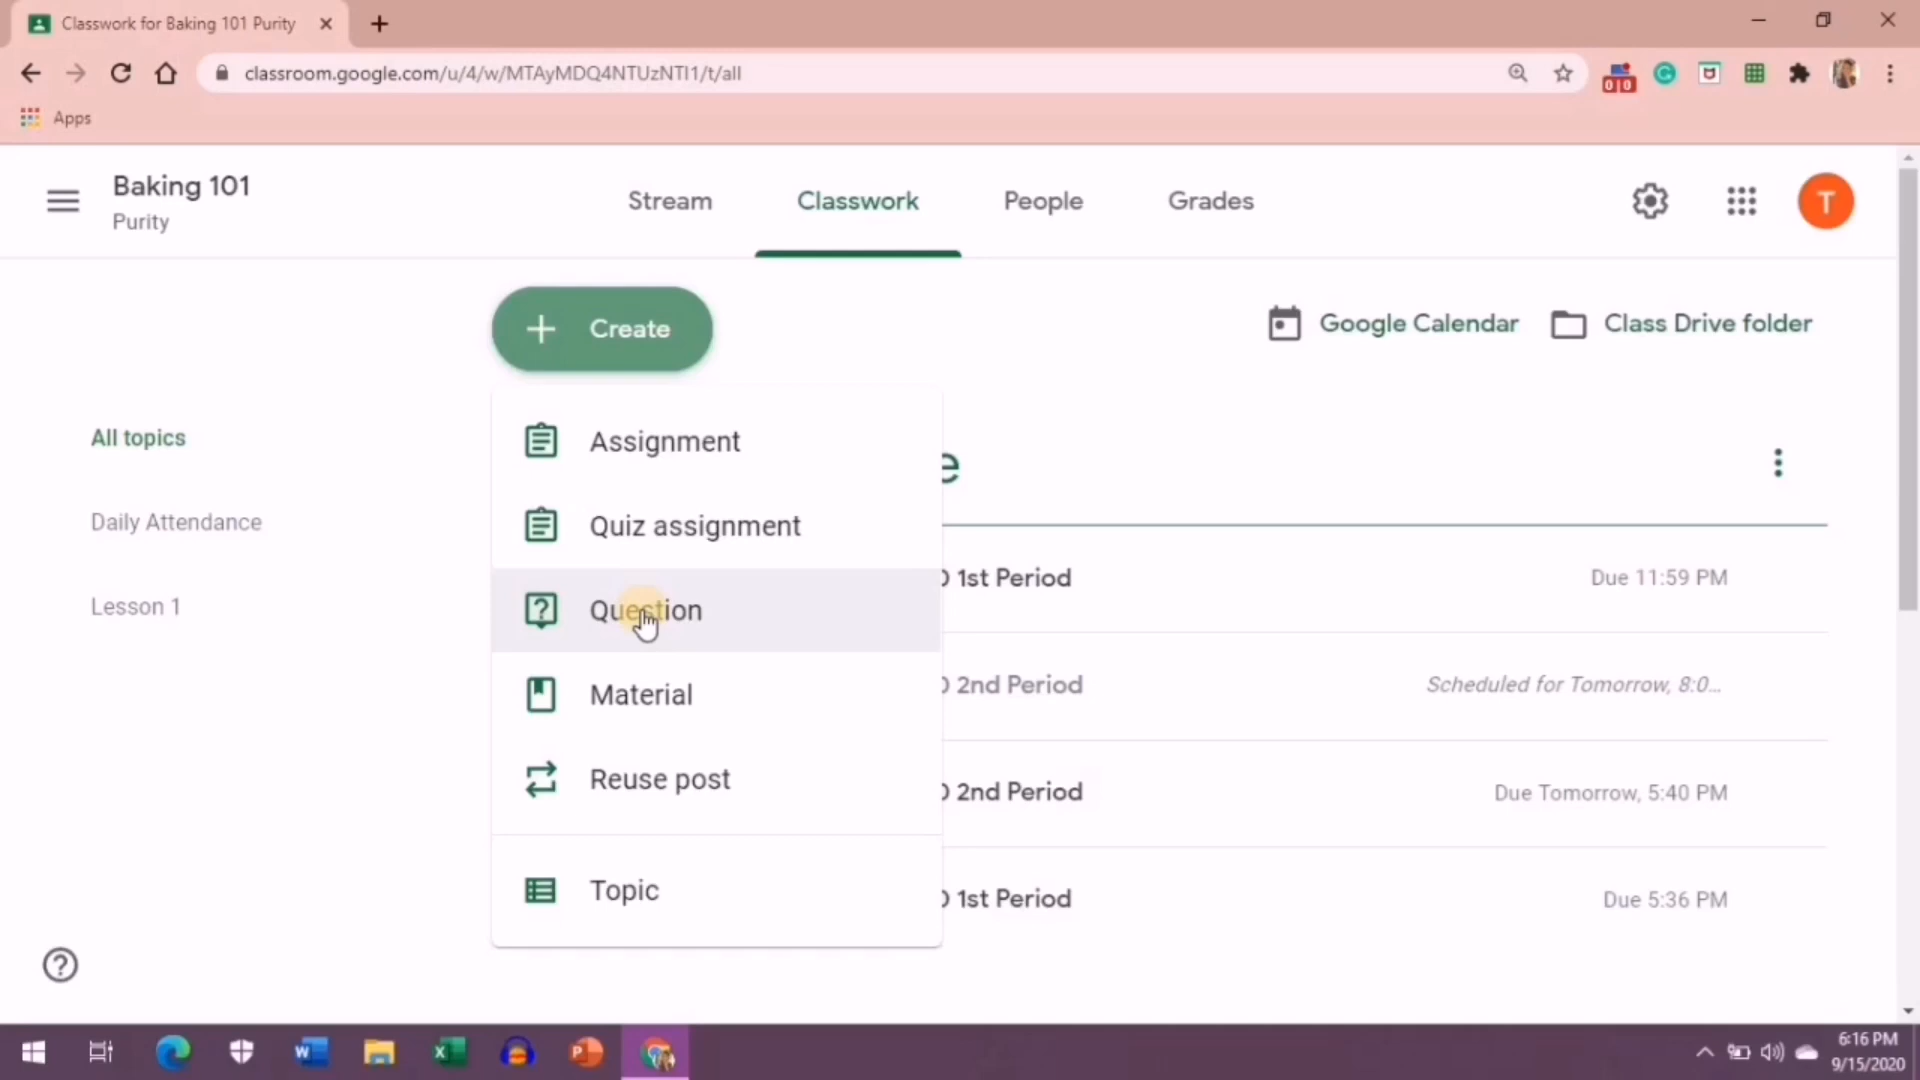 Classwork for Baking 101 Purity
classroom.google.com/u/4/w/MTAyMDQ4NTUzNTI1/t/all
0 0
Apps
Baking 101
Purity
Stream
Classwork
People
Grades
T
Create
Google Calendar
Class Drive folder
All topics
Daily Attendance
Lesson 1
Assignment
Quiz assignment
Question
Material
Reuse post
Topic
e
1st Period
Due 11:59 PM
2nd Period
Scheduled for Tomorrow, 8:0...
2nd Period
Due Tomorrow, 5:40 PM
1st Period
Due 5:36 PM
6:16 PM
9/15/2020